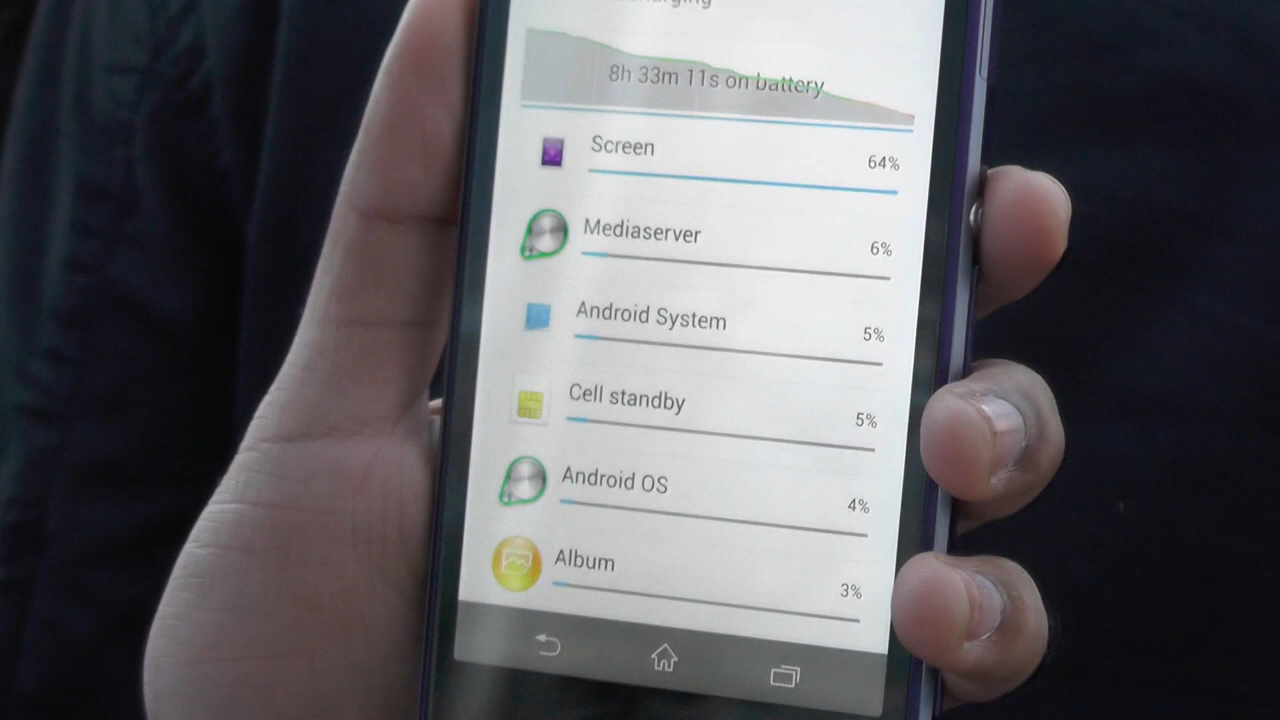 8h 33m 11s on battery
Screen
64%
Mediaserver
6%
Android System
5%
Cell standby
5%
Android OS
4%
Album
3%